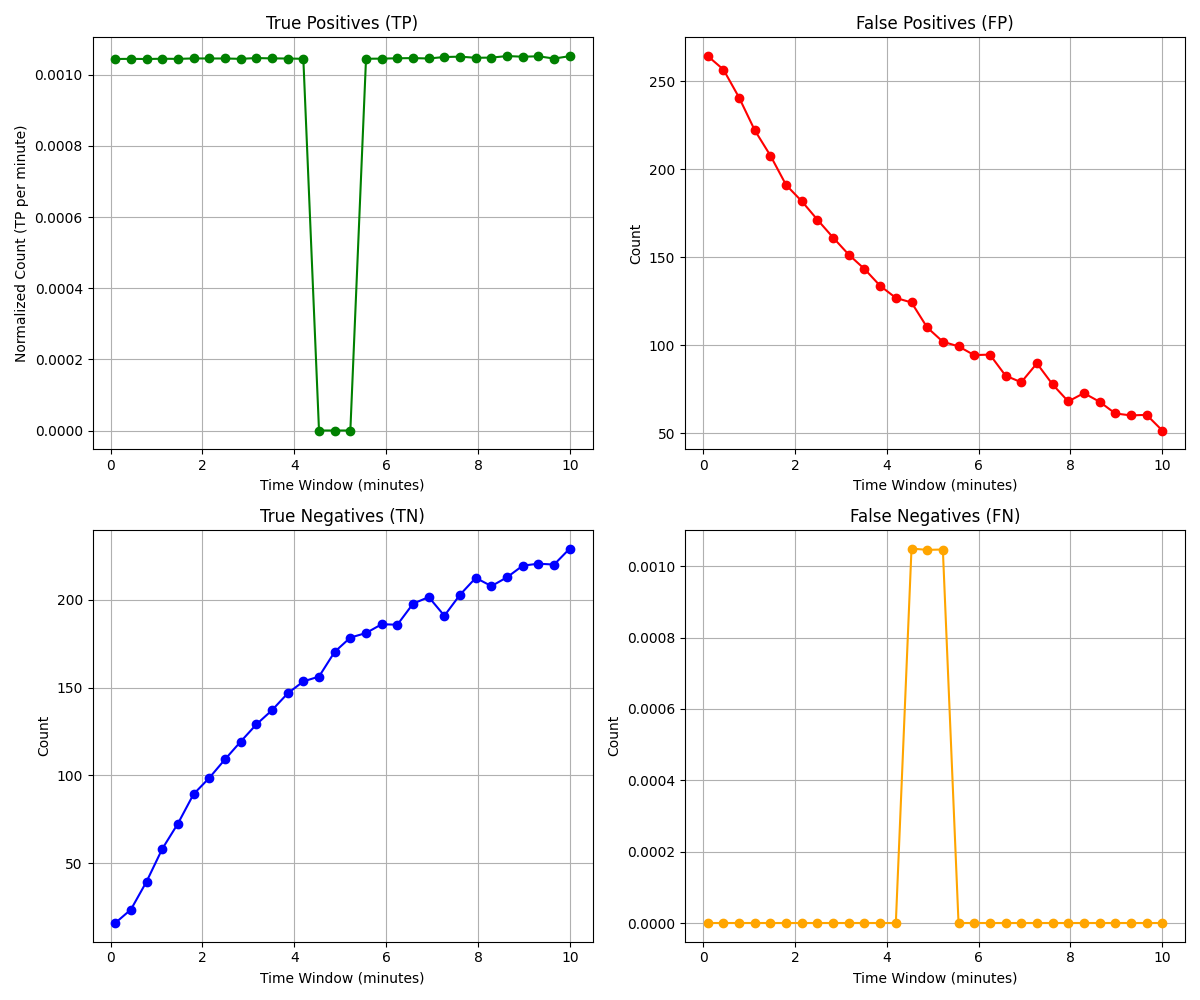 True Positives (TP)
Normalized Count (TP per minute)
0.0010
0.0008
0.0006
0.0004
0.0002
0.0000
0 2 4 6 8 10
Time Window (minutes)
False Positives (FP)
Count
250
200
150
100
50
0 2 4 6 8 10
Time Window (minutes)
True Negatives (TN)
Count
200
150
100
50
0 2 4 6 8 10
Time Window (minutes)
False Negatives (FN)
Count
0.0010
0.0008
0.0006
0.0004
0.0002
0.0000
0 2 4 6 8 10
Time Window (minutes)